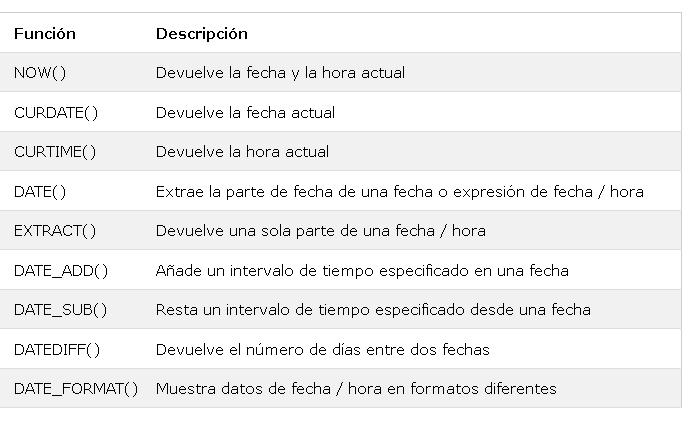 Función Descripción
NOW() Devuelve la fecha y la hora actual
CURDATE() Devuelve la fecha actual
CURTIME() Devuelve la hora actual
DATE() Extrae la parte de fecha de una fecha o expresión de fecha / hora
EXTRACT() Devuelve una sola parte de una fecha / hora
DATE_ADD() Añade un intervalo de tiempo especificado en una fecha
DATE_SUB() Resta un intervalo de tiempo especificado desde una fecha
DATEDIFF() Devuelve el número de días entre dos fechas
DATE_FORMAT() Muestra datos de fecha / hora en formatos diferentes